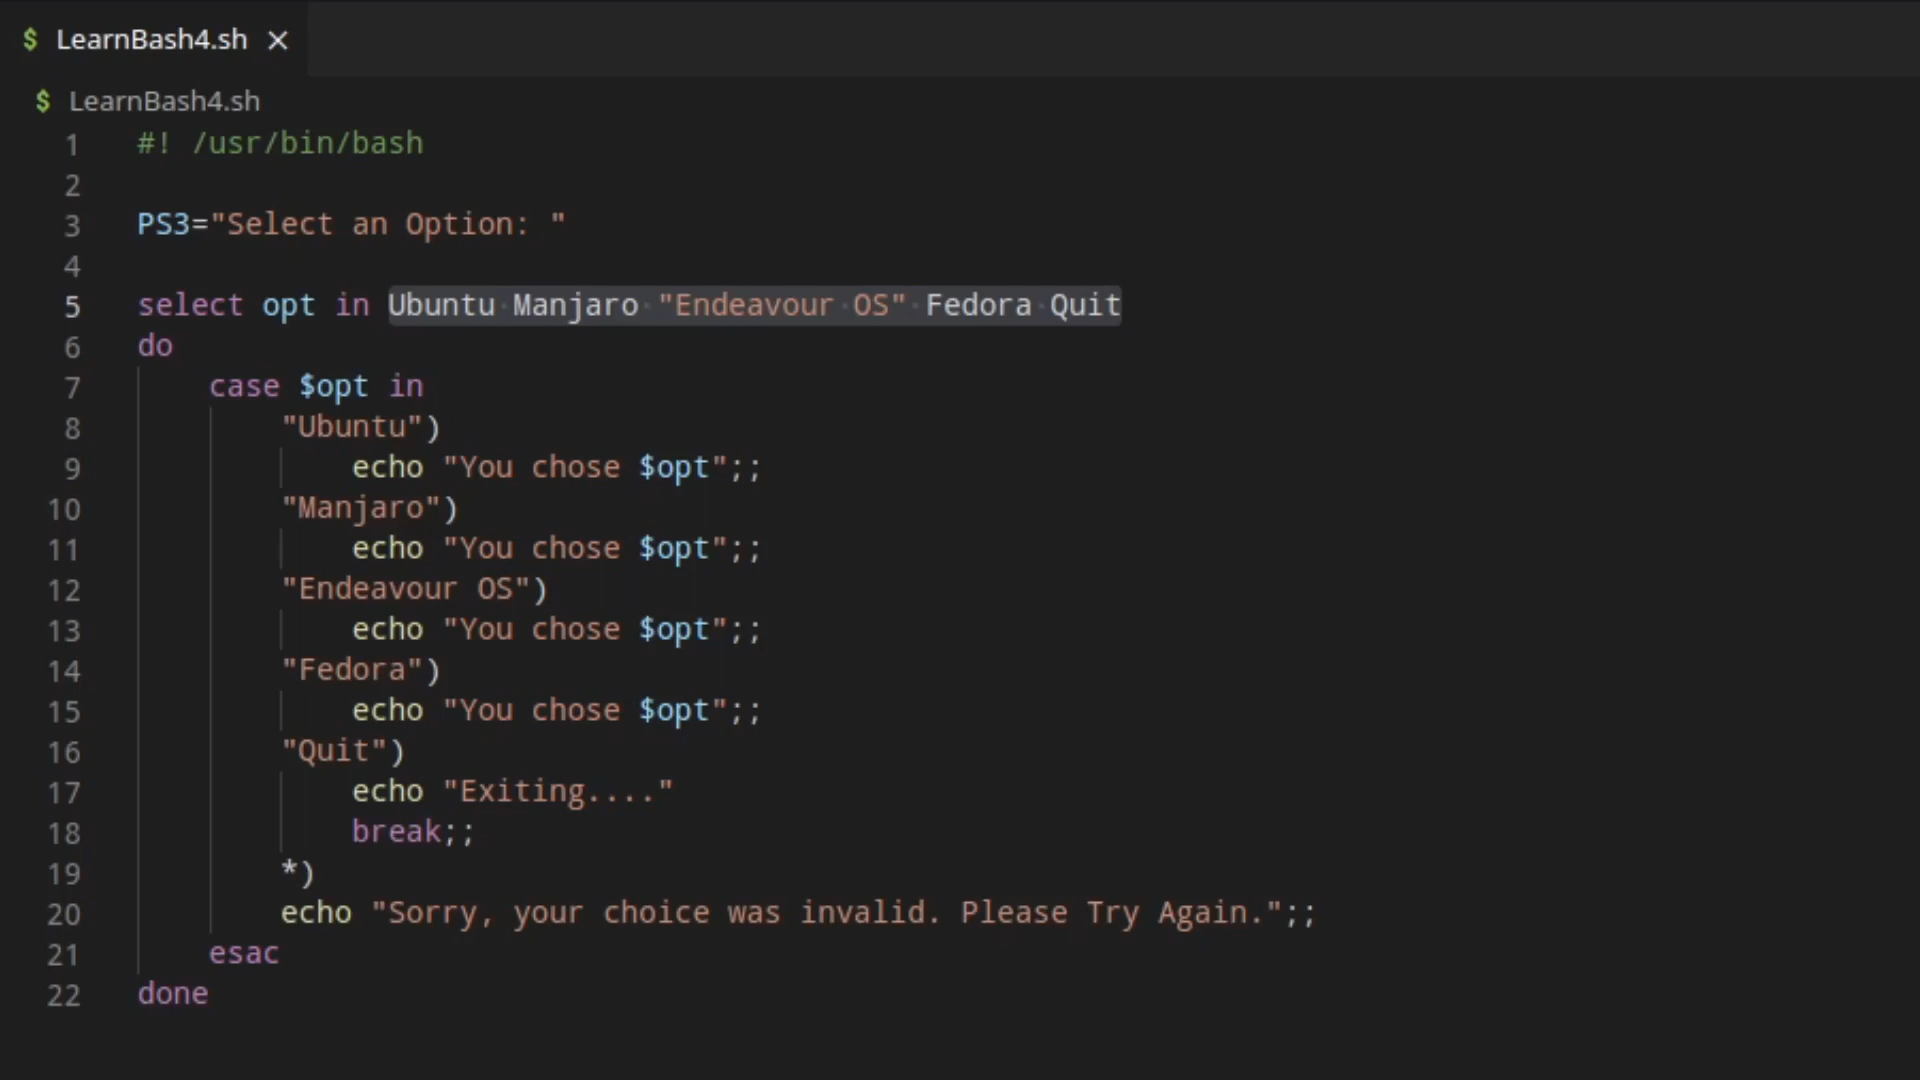 $ LearnBash4.sh ×
$ LearnBash4.sh
1 #! /usr/bin/bash
2
3 PS3="Select an Option: "
4
5 select opt in Ubuntu Manjaro "Endeavour OS" Fedora Quit
6 do
7     case $opt in
8         "Ubuntu")
9             echo "You chose $opt";;
10         "Manjaro")
11             echo "You chose $opt";;
12         "Endeavour OS")
13             echo "You chose $opt";;
14         "Fedora")
15             echo "You chose $opt";;
16         "Quit")
17             echo "Exiting...."
18             break;;
19         *)
20         echo "Sorry, your choice was invalid. Please Try Again.";;
21     esac
22 done